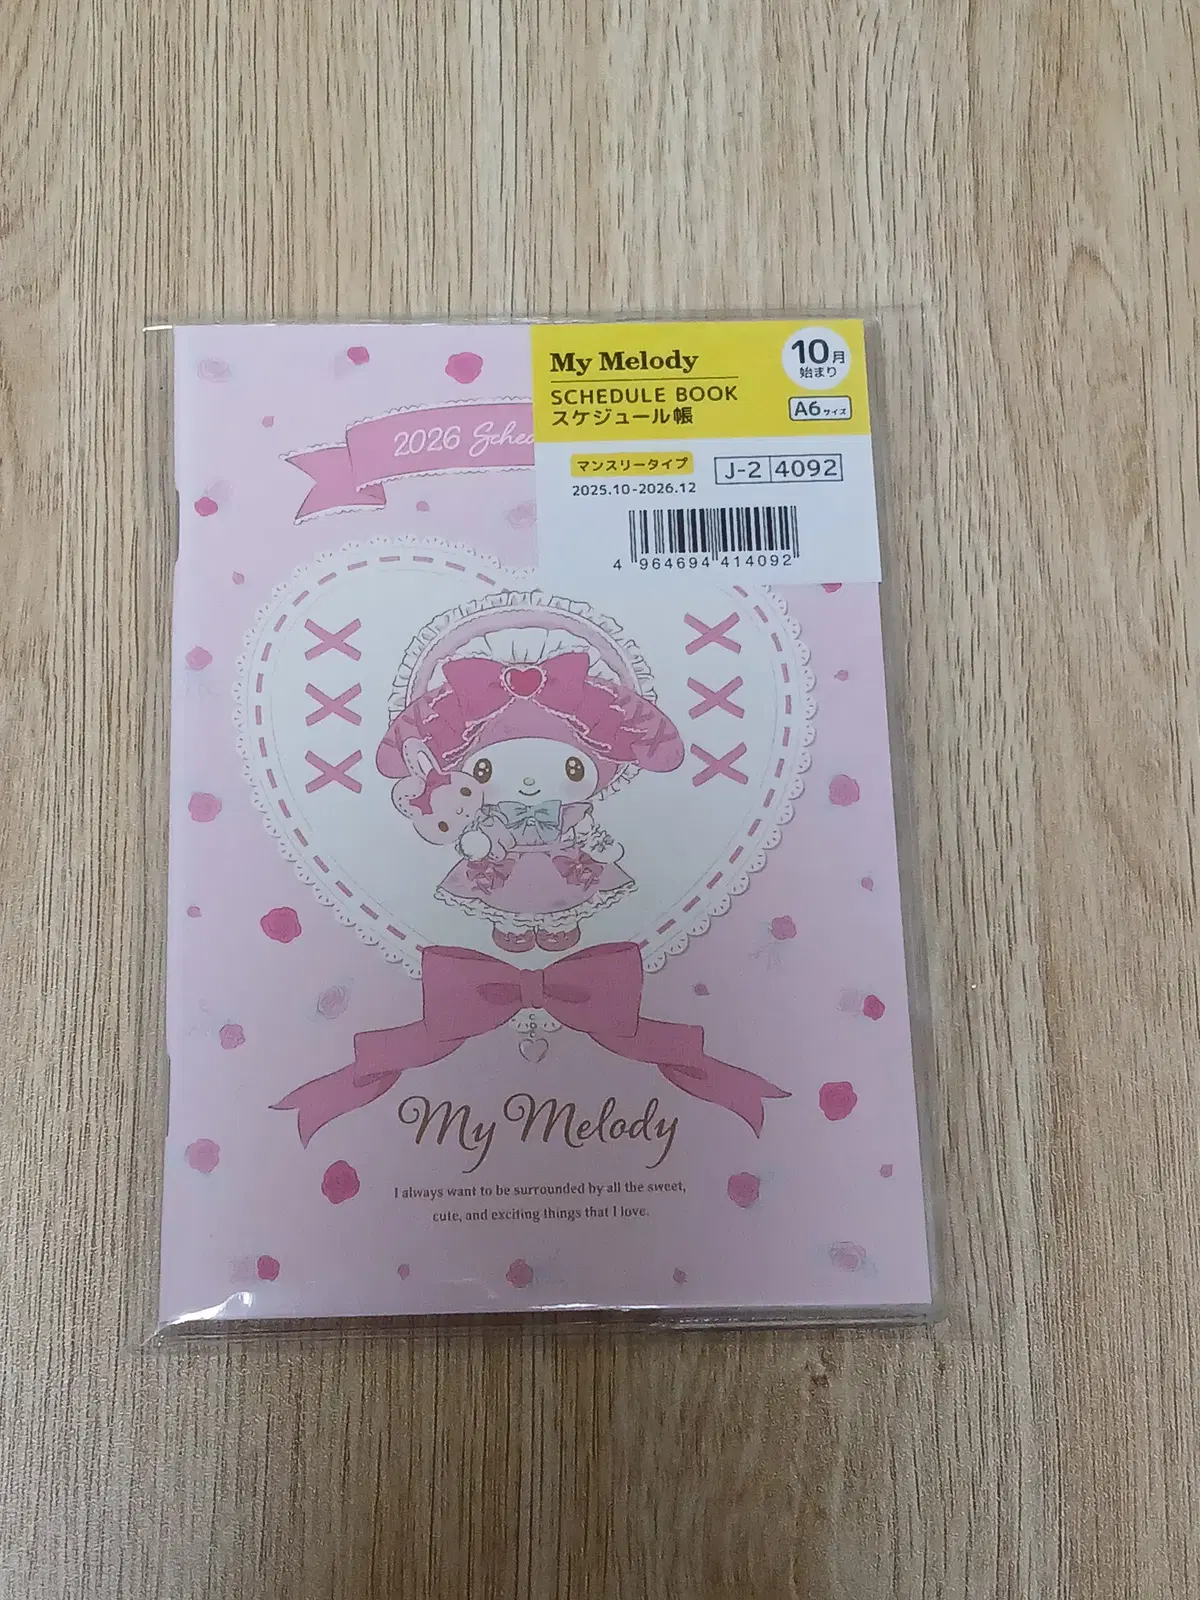 My Melody
SCHEDULE BOOK
スケジュール帳
10月
始まり
A6サイズ
マンスリータイプ
2025.10-2026.12
J-2 4092
4 964694 414092
2026 Sched
My Melody
I always want to be surrounded by all the sweet,
cute, and exciting things that I love.